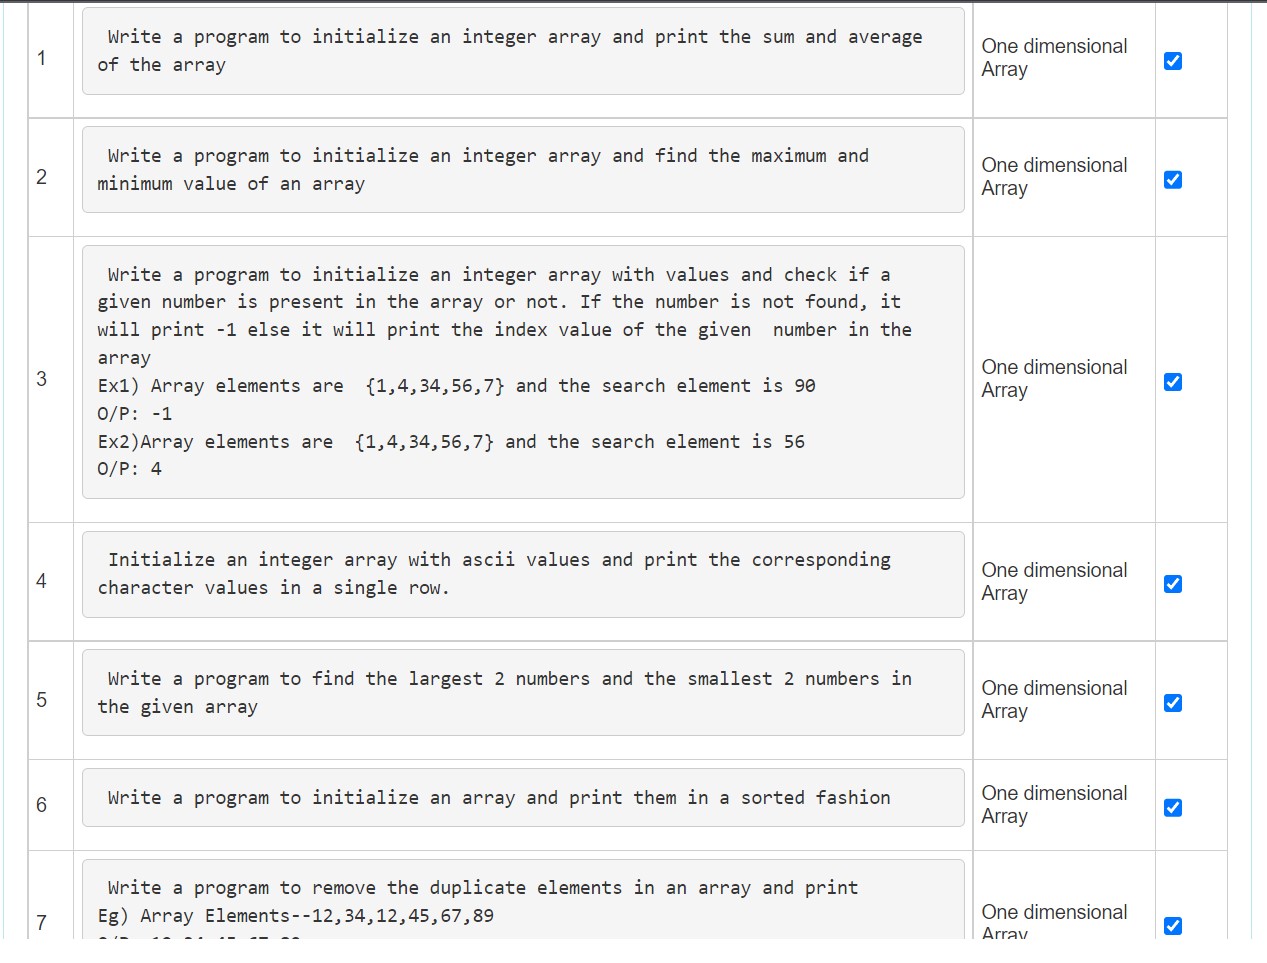 1
Write a program to initialize an integer array and print the sum and average
of the array
One dimensional
Array
2
Write a program to initialize an integer array and find the maximum and
minimum value of an array
One dimensional
Array
3
Write a program to initialize an integer array with values and check if a
given number is present in the array or not. If the number is not found, it
will print -1 else it will print the index value of the given  number in the
array
Ex1) Array elements are  {1,4,34,56,7} and the search element is 90
O/P: -1
Ex2)Array elements are  {1,4,34,56,7} and the search element is 56
O/P: 4
One dimensional
Array
4
Initialize an integer array with ascii values and print the corresponding
character values in a single row.
One dimensional
Array
5
Write a program to find the largest 2 numbers and the smallest 2 numbers in
the given array
One dimensional
Array
6
Write a program to initialize an array and print them in a sorted fashion
One dimensional
Array
7
Write a program to remove the duplicate elements in an array and print
Eg) Array Elements--12,34,12,45,67,89
One dimensional
Array